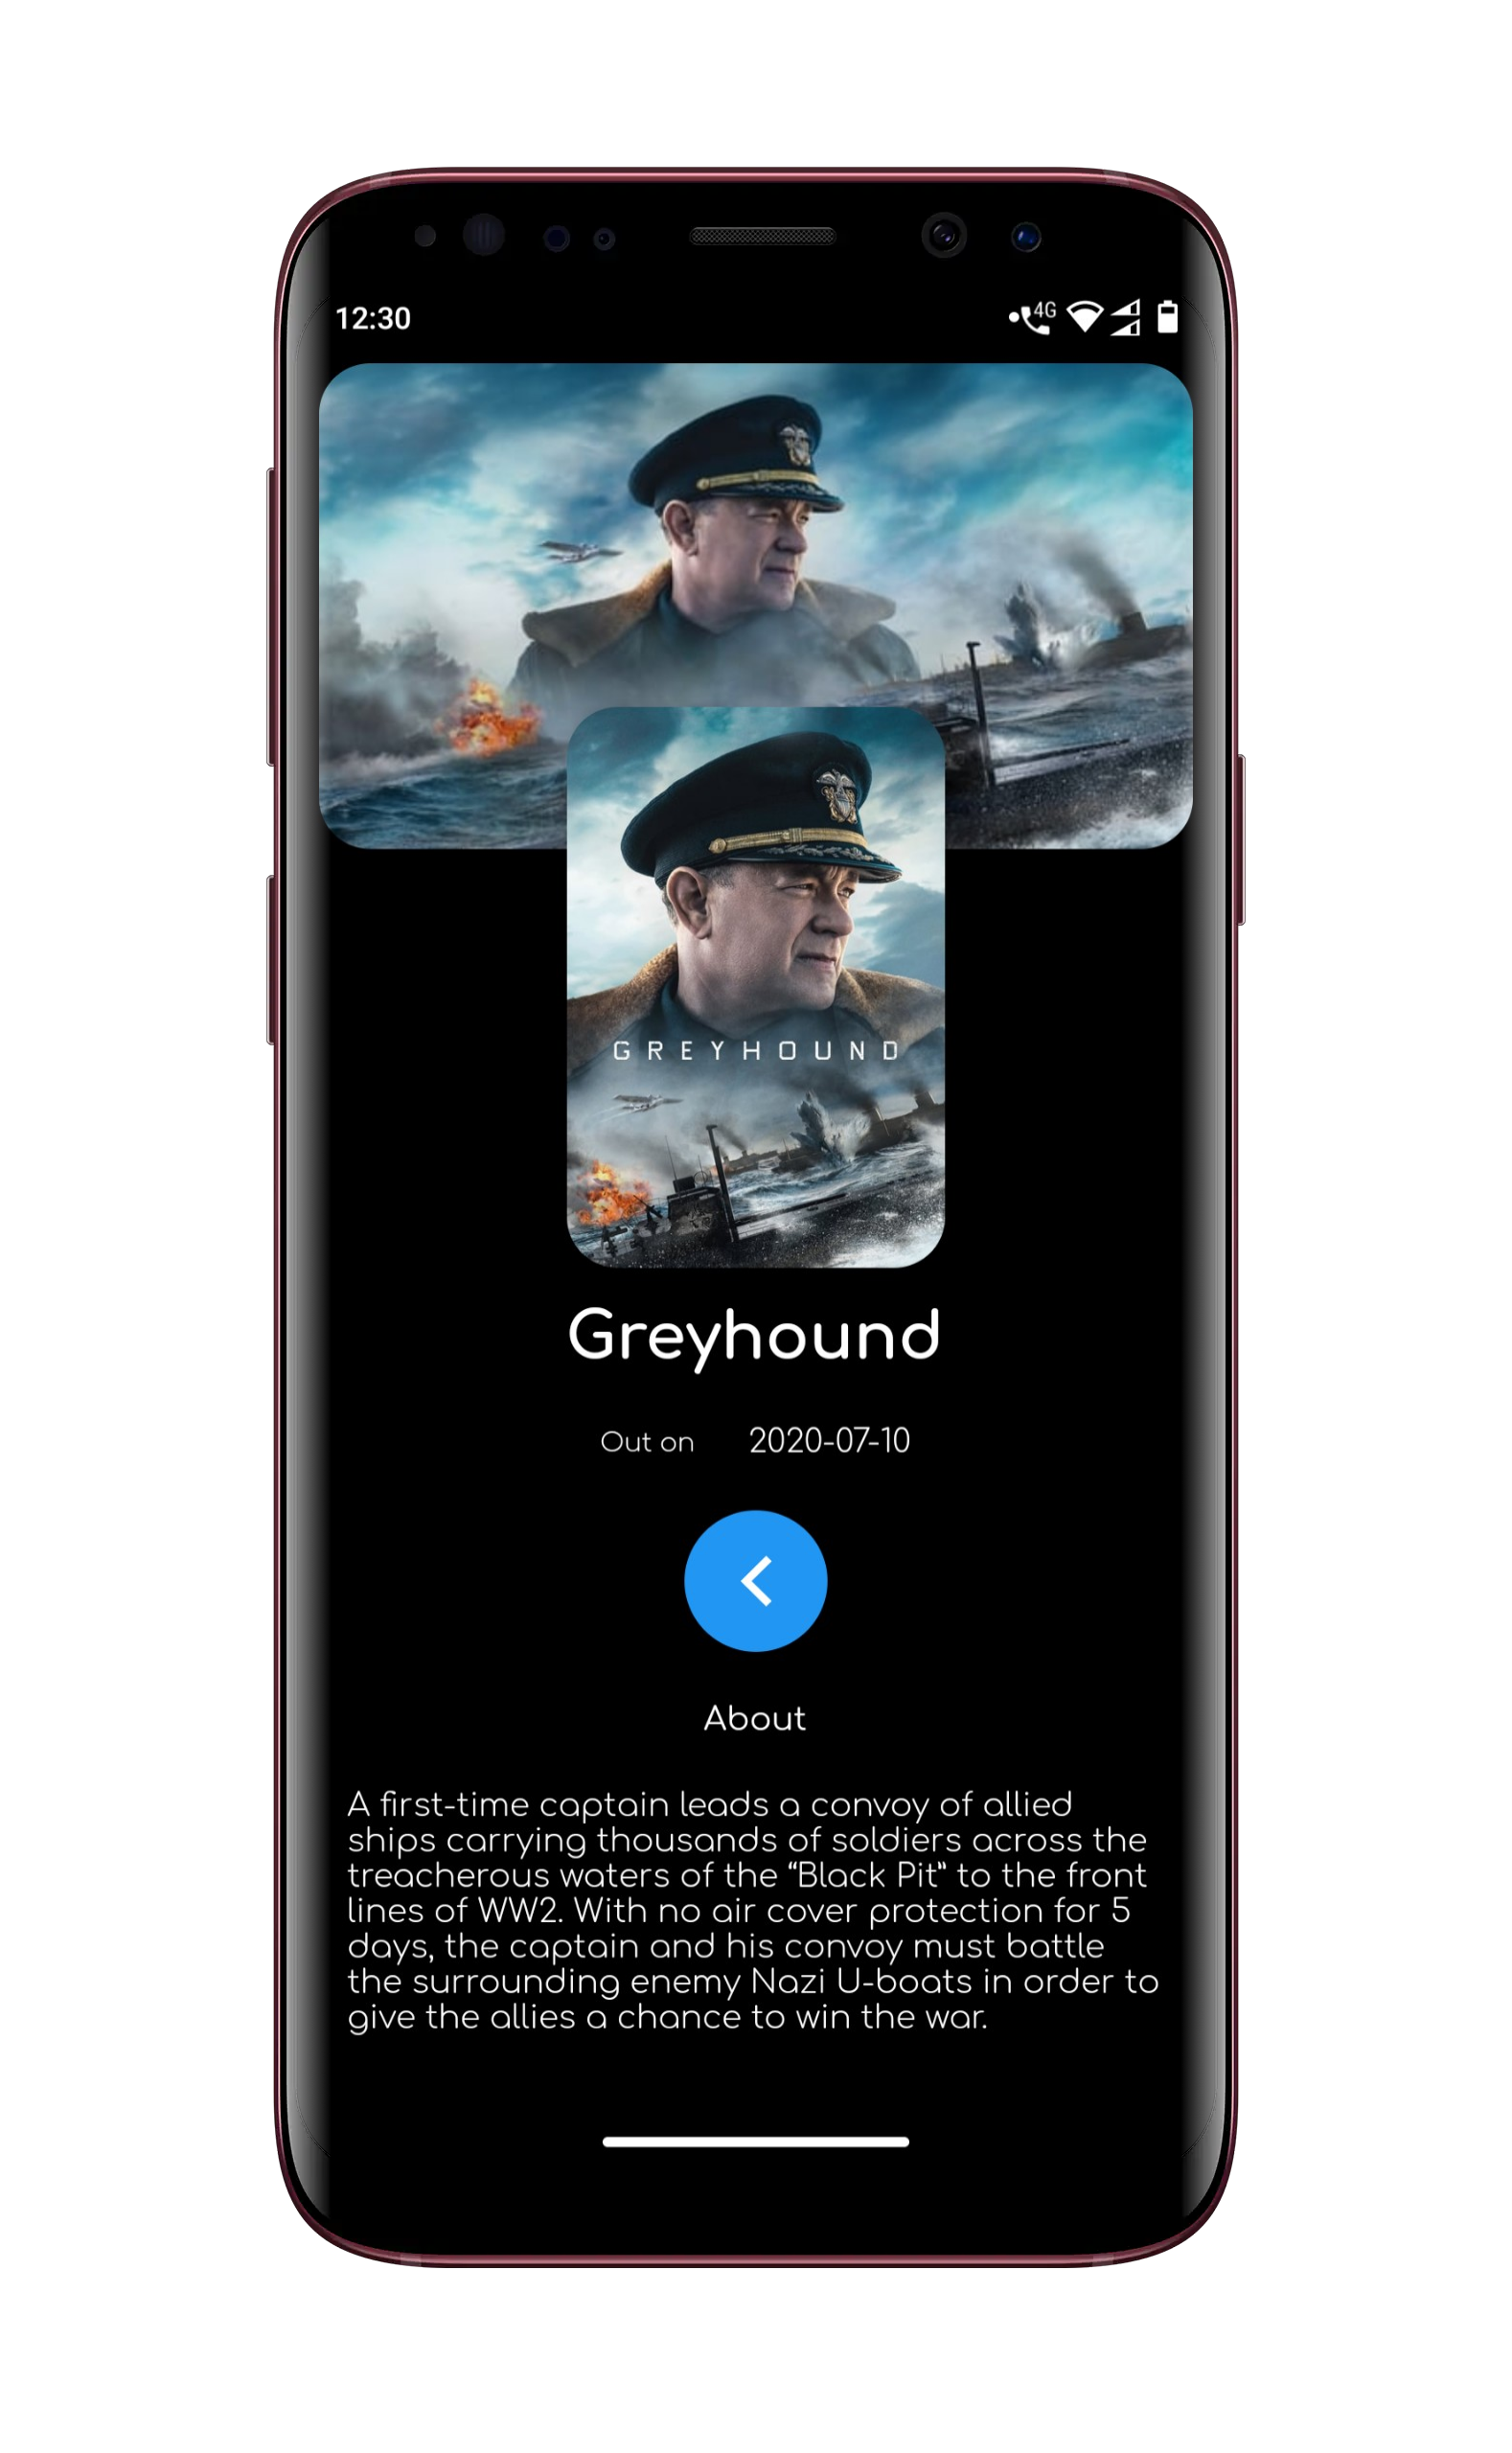 12:30
4G
GREYHOUND
Greyhound
Out on 2020-07-10
About
A first-time captain leads a convoy of allied
ships carrying thousands of soldiers across the
treacherous waters of the “Black Pit” to the front
lines of WW2. With no air cover protection for 5
days, the captain and his convoy must battle
the surrounding enemy Nazi U-boats in order to
give the allies a chance to win the war.